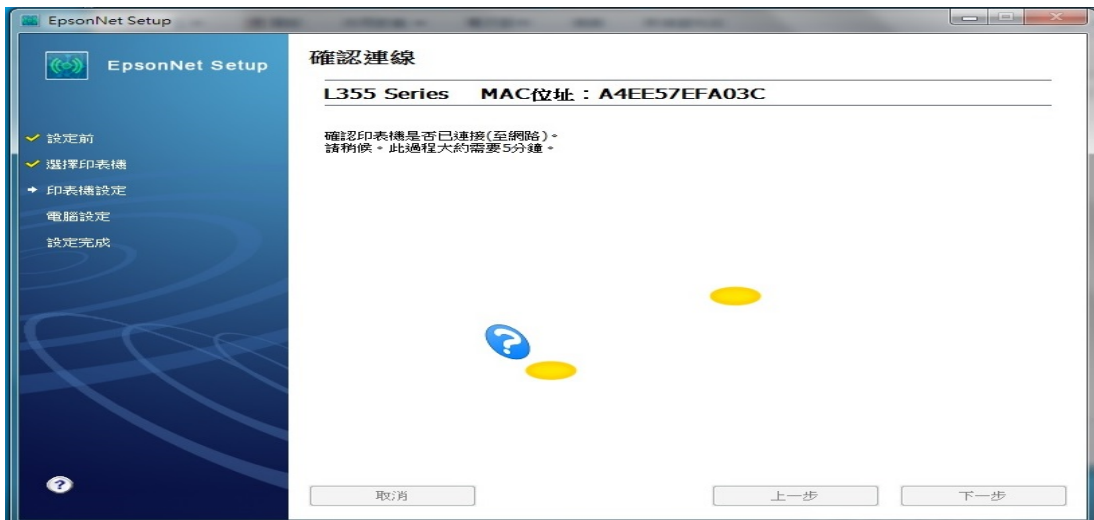 EpsonNet Setup
EpsonNet Setup
設定前
選擇印表機
印表機設定
電腦設定
設定完成
確認連線
L355 Series MAC位址：A4EE57EFA03C
確認印表機是否已連接(至網路)。
請稍候。此過程大約需要5分鐘。
?
?
取消
上一步
下一步